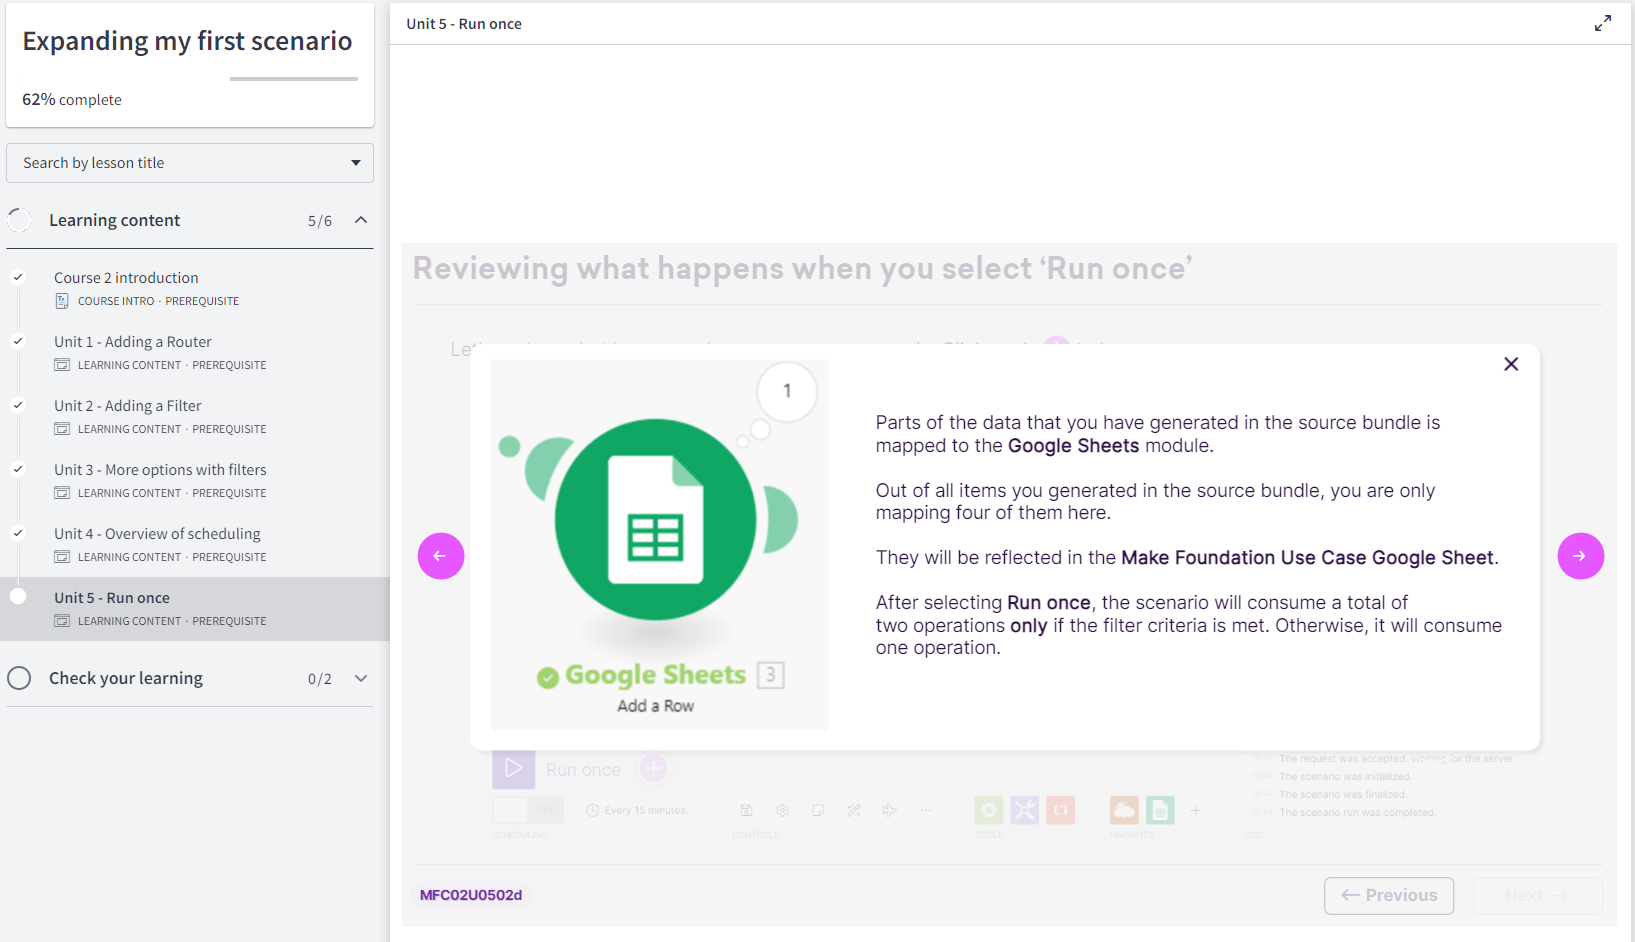 Expanding my first scenario
62% complete
Search by lesson title
Learning content 5/6
Course 2 introduction
COURSE INTRO · PREREQUISITE
Unit 1 - Adding a Router
LEARNING CONTENT · PREREQUISITE
Unit 2 - Adding a Filter
LEARNING CONTENT · PREREQUISITE
Unit 3 - More options with filters
LEARNING CONTENT · PREREQUISITE
Unit 4 - Overview of scheduling
LEARNING CONTENT · PREREQUISITE
Unit 5 - Run once
LEARNING CONTENT · PREREQUISITE
Check your learning 0/2
Unit 5 - Run once
Reviewing what happens when you select ‘Run once’
1
Google Sheets 3
Add a Row
Parts of the data that you have generated in the source bundle is
mapped to the Google Sheets module.
Out of all items you generated in the source bundle, you are only
mapping four of them here.
They will be reflected in the Make Foundation Use Case Google Sheet.
After selecting Run once, the scenario will consume a total of
two operations only if the filter criteria is met. Otherwise, it will consume
one operation.
Run once
OFF
Every 15 minutes.
SCHEDULING
CONTROLS
TOOLS
FAVORITES
The request was accepted. Waiting for the server.
The scenario was initialized.
The scenario was finalized.
The scenario run was completed.
LOG
MFC02U0502d
← Previous
Next →